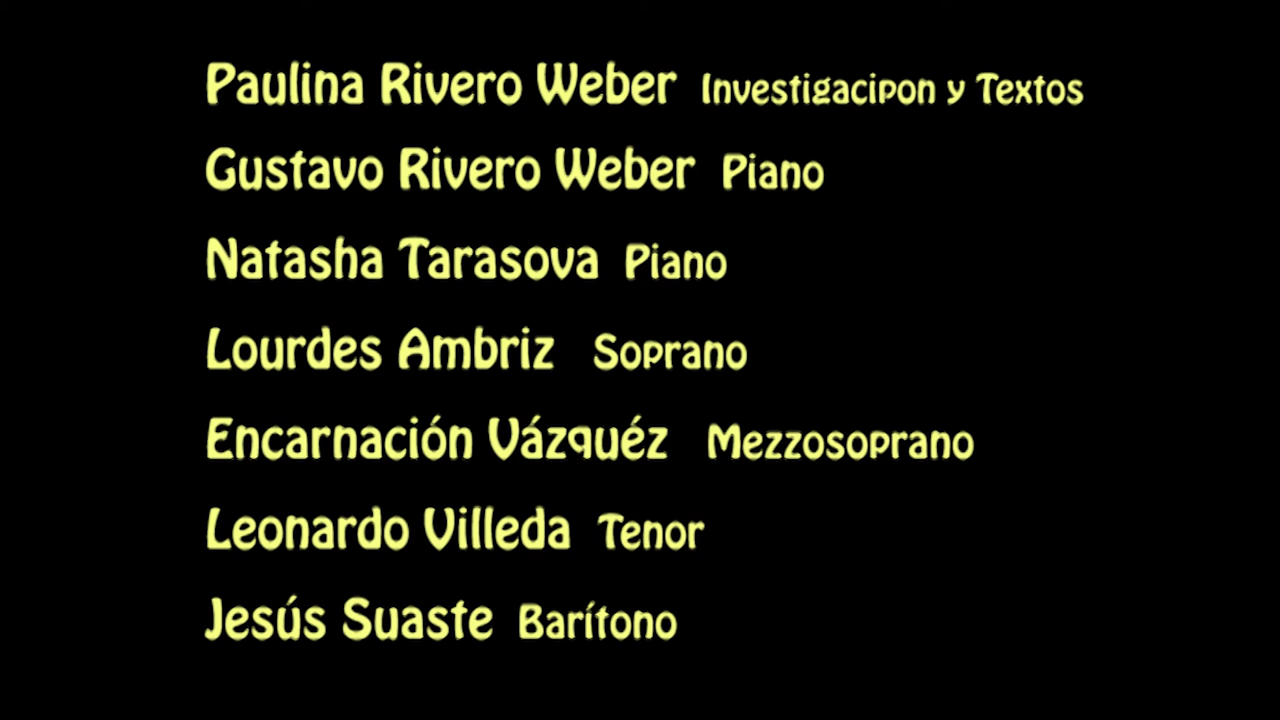 Paulina Rivero Weber Investigacipon y Textos
Gustavo Rivero Weber Piano
Natasha Tarasova Piano
Lourdes Ambriz Soprano
Encarnación Vázquéz Mezzosoprano
Leonardo Villeda Tenor
Jesús Suaste Barítono